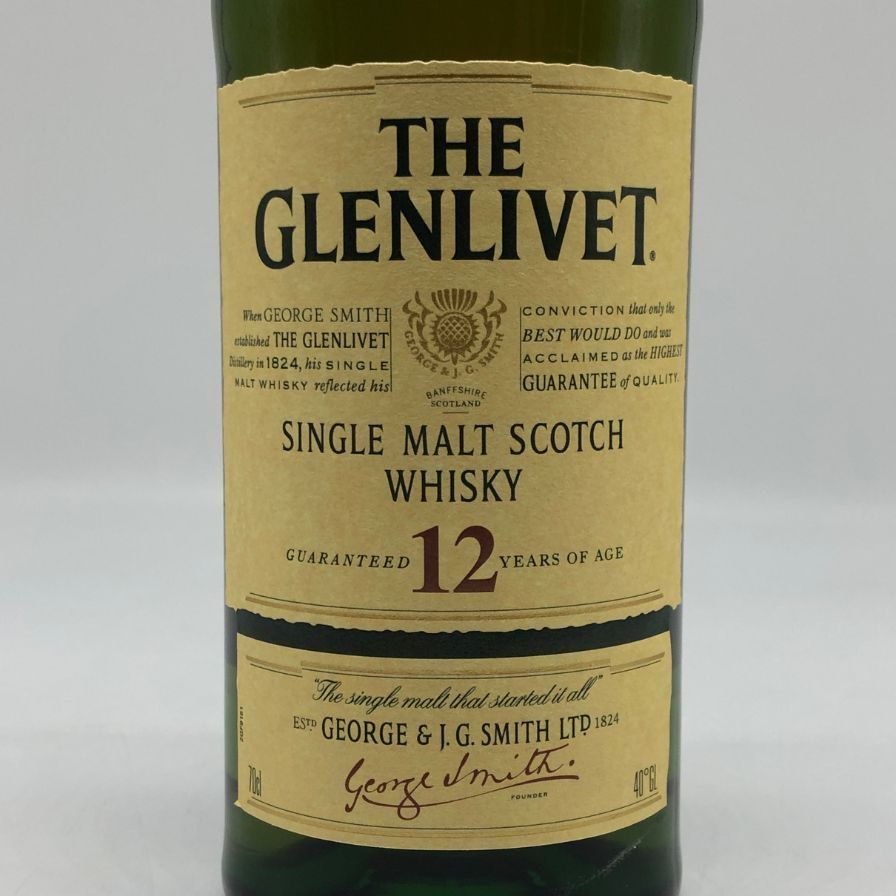 THE
GLENLIVET®
When GEORGE SMITH
established THE GLENLIVET
Distillery in 1824, his SINGLE
MALT WHISKY reflected his
GEORGE & J. G. SMITH
BANFFSHIRE
SCOTLAND
CONVICTION that only the
BEST WOULD DO and was
ACCLAIMED as the HIGHEST
GUARANTEE of QUALITY.
SINGLE MALT SCOTCH
WHISKY
GUARANTEED 12 YEARS OF AGE
"The single malt that started it all"
ESTD GEORGE & J. G. SMITH LTD 1824
George Smith.
FOUNDER
70cl
40°GL